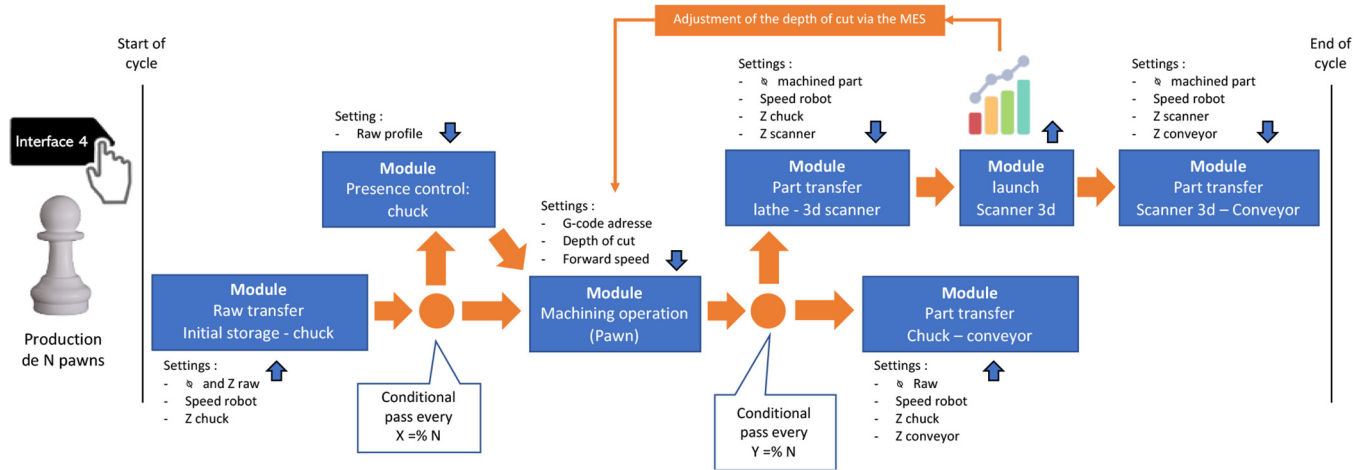 Adjustment of the depth of cut via the MES
Start of
cycle
End of
cycle
Interface 4
Production
de N pawns
Module
Raw transfer
Initial storage - chuck
Settings :
- ⦰ and Z raw
- Speed robot
- Z chuck
Setting :
- Raw profile
Module
Presence control:
chuck
Conditional
pass every
X =% N
Settings :
- G-code adresse
- Depth of cut
- Forward speed
Module
Machining operation
(Pawn)
Conditional
pass every
Y =% N
Settings :
- ⦰ machined part
- Speed robot
- Z chuck
- Z scanner
Module
Part transfer
lathe - 3d scanner
Module
launch
Scanner 3d
Settings :
- ⦰ machined part
- Speed robot
- Z scanner
- Z conveyor
Module
Part transfer
Scanner 3d – Conveyor
Module
Part transfer
Chuck – conveyor
Settings :
- ⦰ Raw
- Speed robot
- Z chuck
- Z conveyor